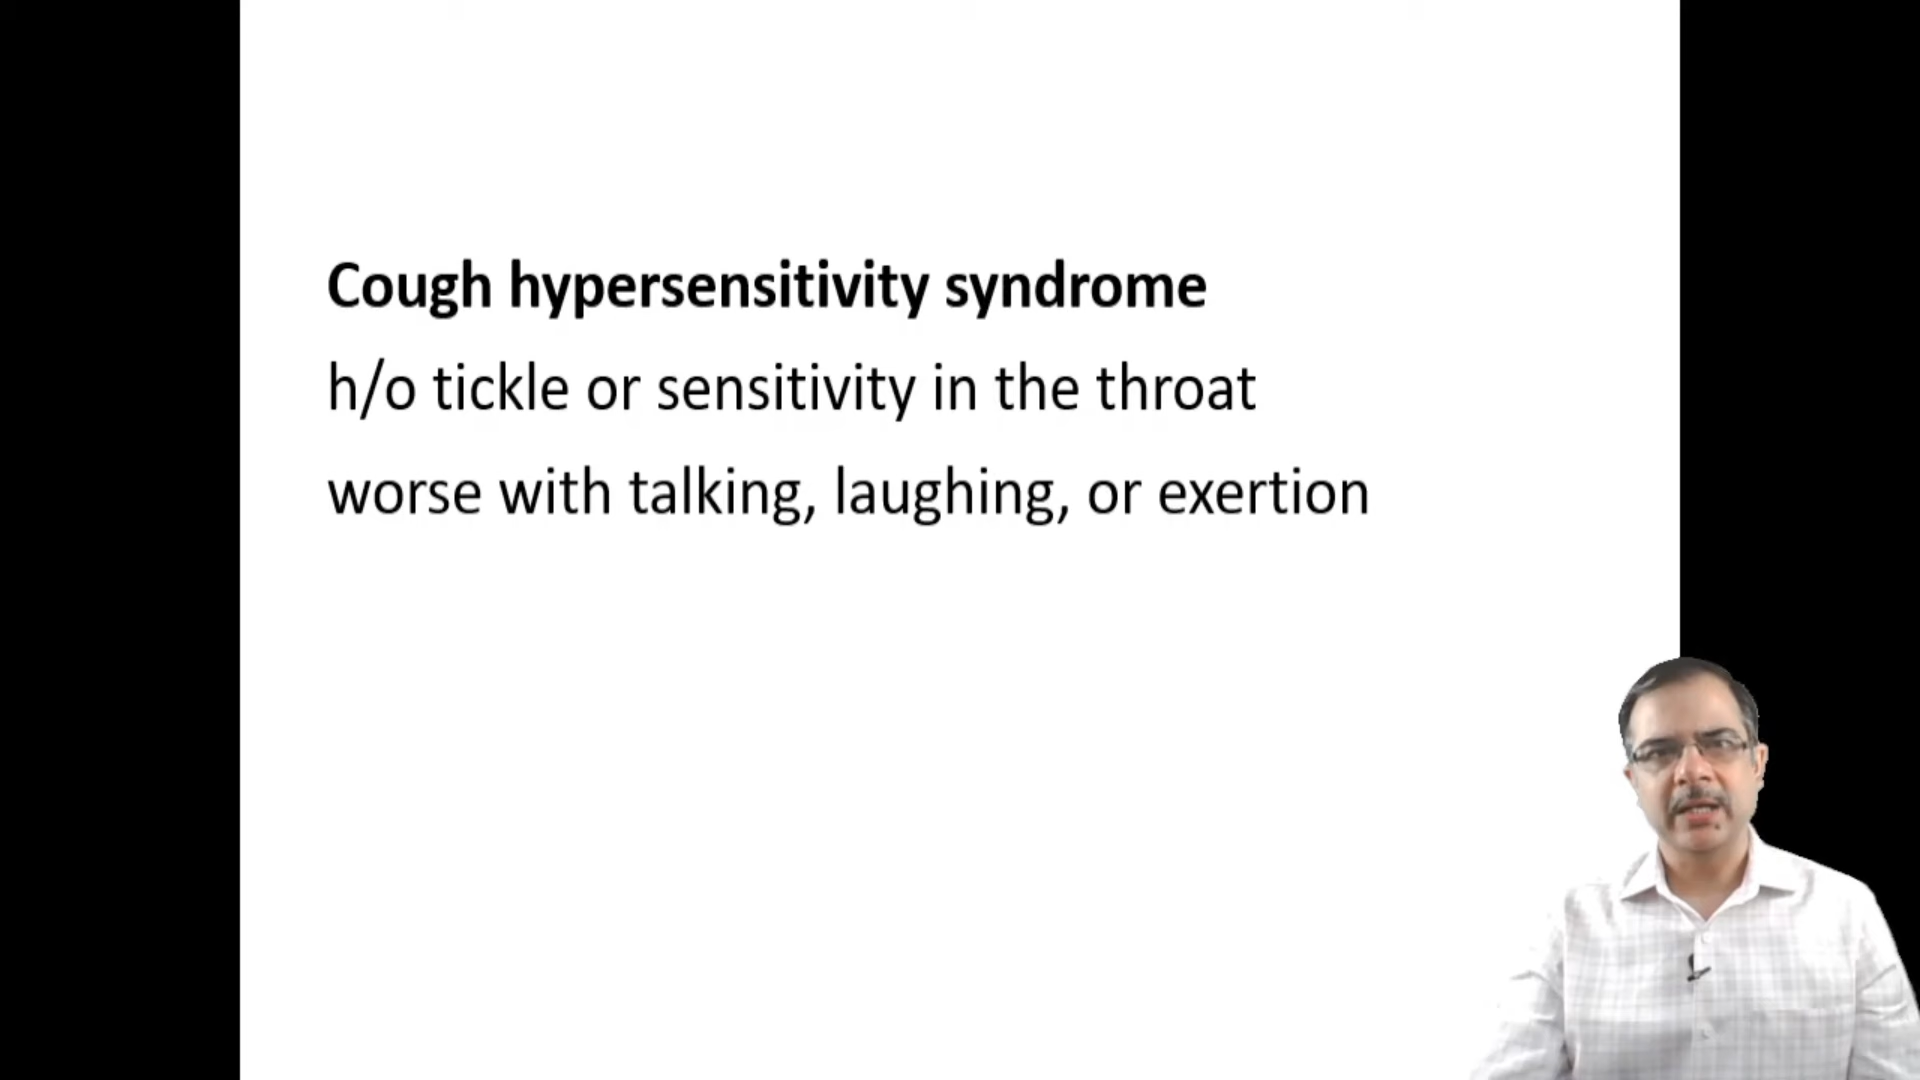 Cough hypersensitivity syndrome
h/o tickle or sensitivity in the throat
worse with talking, laughing, or exertion